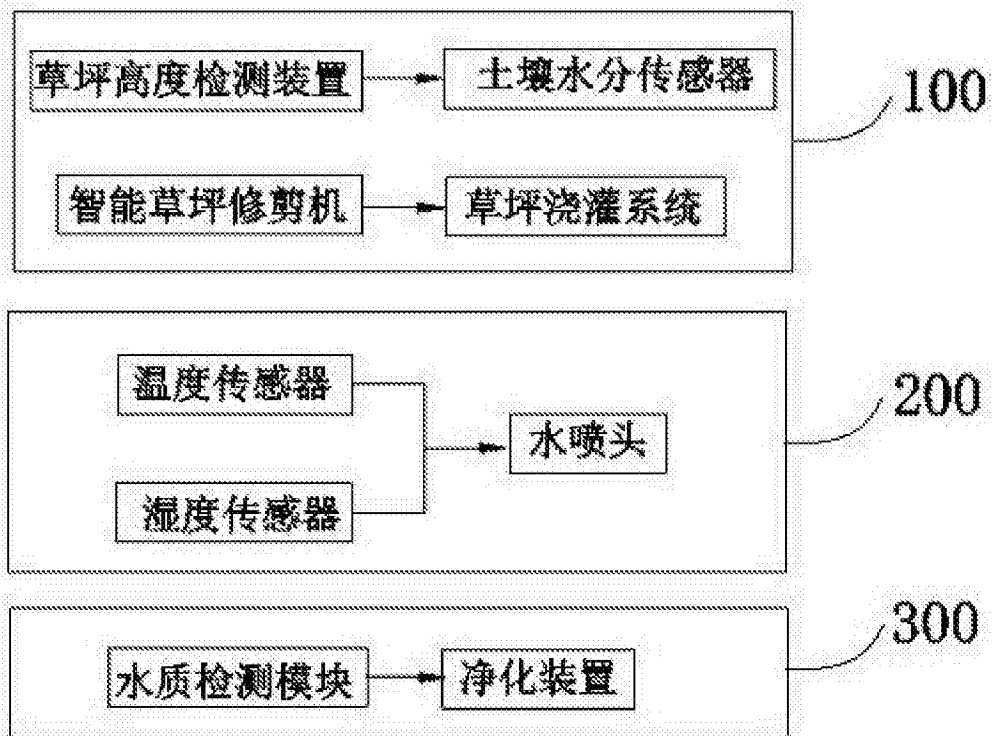 草坪高度检测装置
土壤水分传感器
100
智能草坪修剪机
草坪浇灌系统
温度传感器
200
水喷头
湿度传感器
300
水质检测模块
净化装置